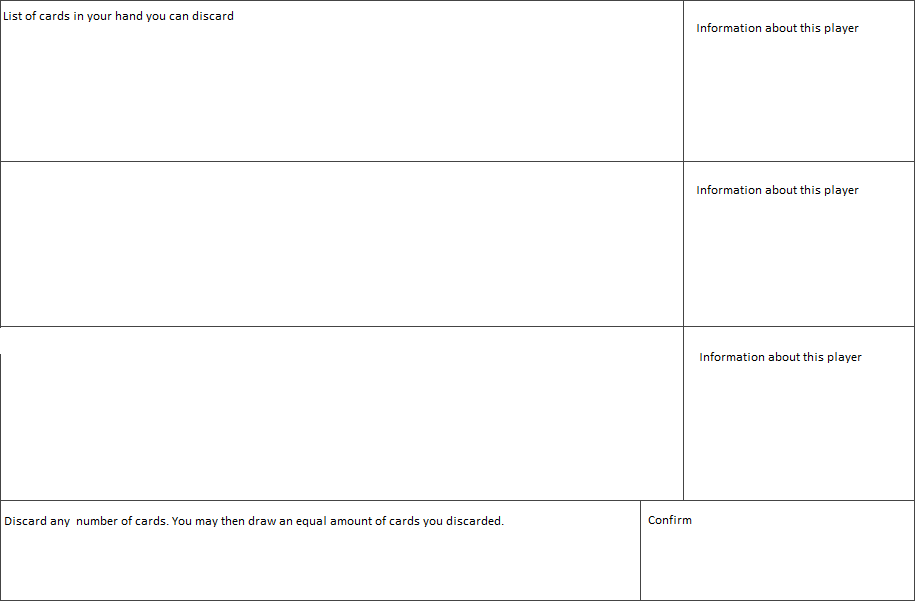 List of cards in your hand you can discard
Information about this player
Information about this player
Information about this player
Discard any  number of cards. You may then draw an equal amount of cards you discarded.
Confirm